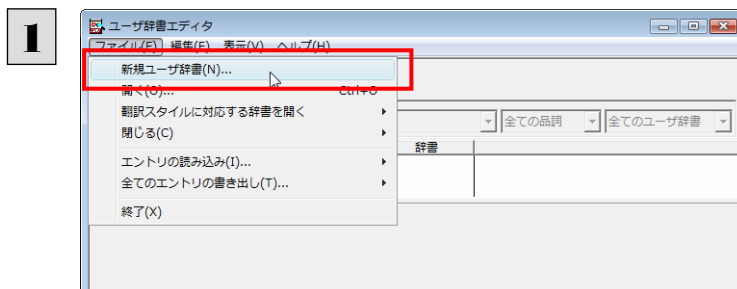 1
ユーザ辞書エディタ
ファイル(F) 編集(E) 表示(V) ヘルプ(H)
新規ユーザ辞書(N)...
開く(O)... Ctrl+O
翻訳スタイルに対応する辞書を開く
全ての品詞 全てのユーザ辞書
閉じる(C)
辞書
エントリの読み込み(I)...
全てのエントリの書き出し(T)...
終了(X)